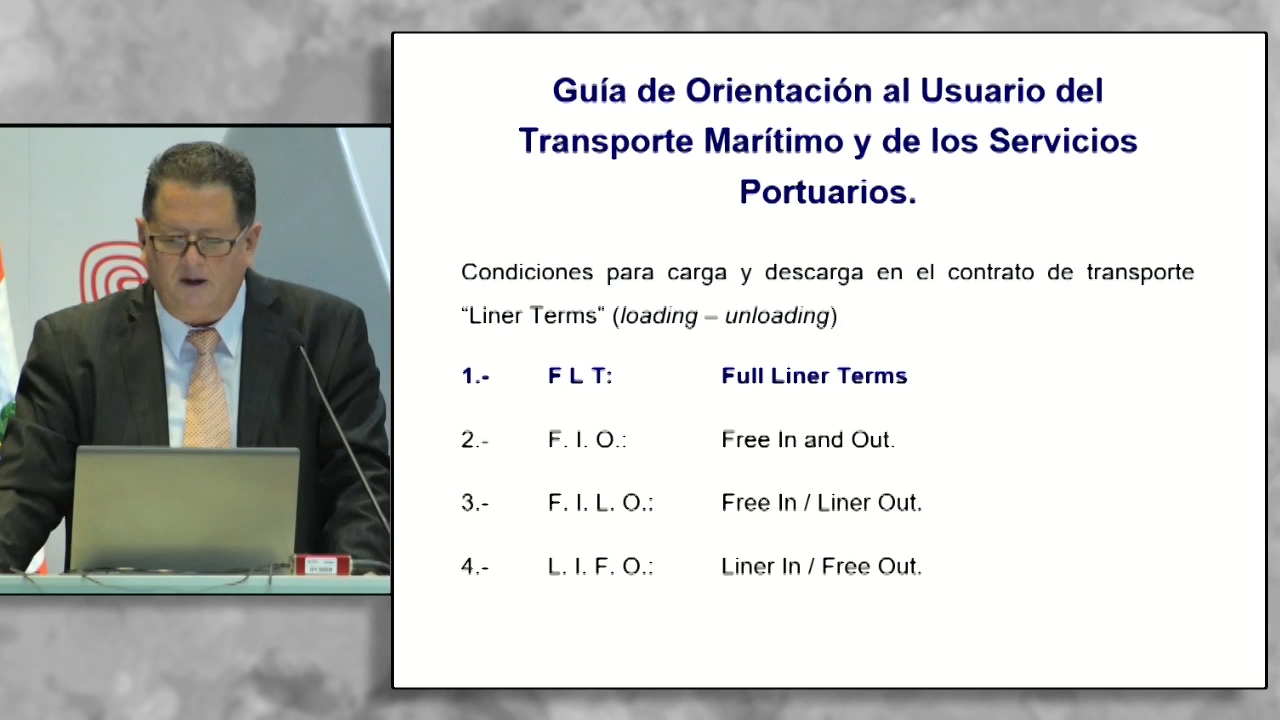 Guía de Orientación al Usuario del
Transporte Marítimo y de los Servicios
Portuarios.
Condiciones para carga y descarga en el contrato de transporte
“Liner Terms” (loading – unloading)
1.- F L T: Full Liner Terms
2.- F. I. O.: Free In and Out.
3.- F. I. L. O.: Free In / Liner Out.
4.- L. I. F. O.: Liner In / Free Out.